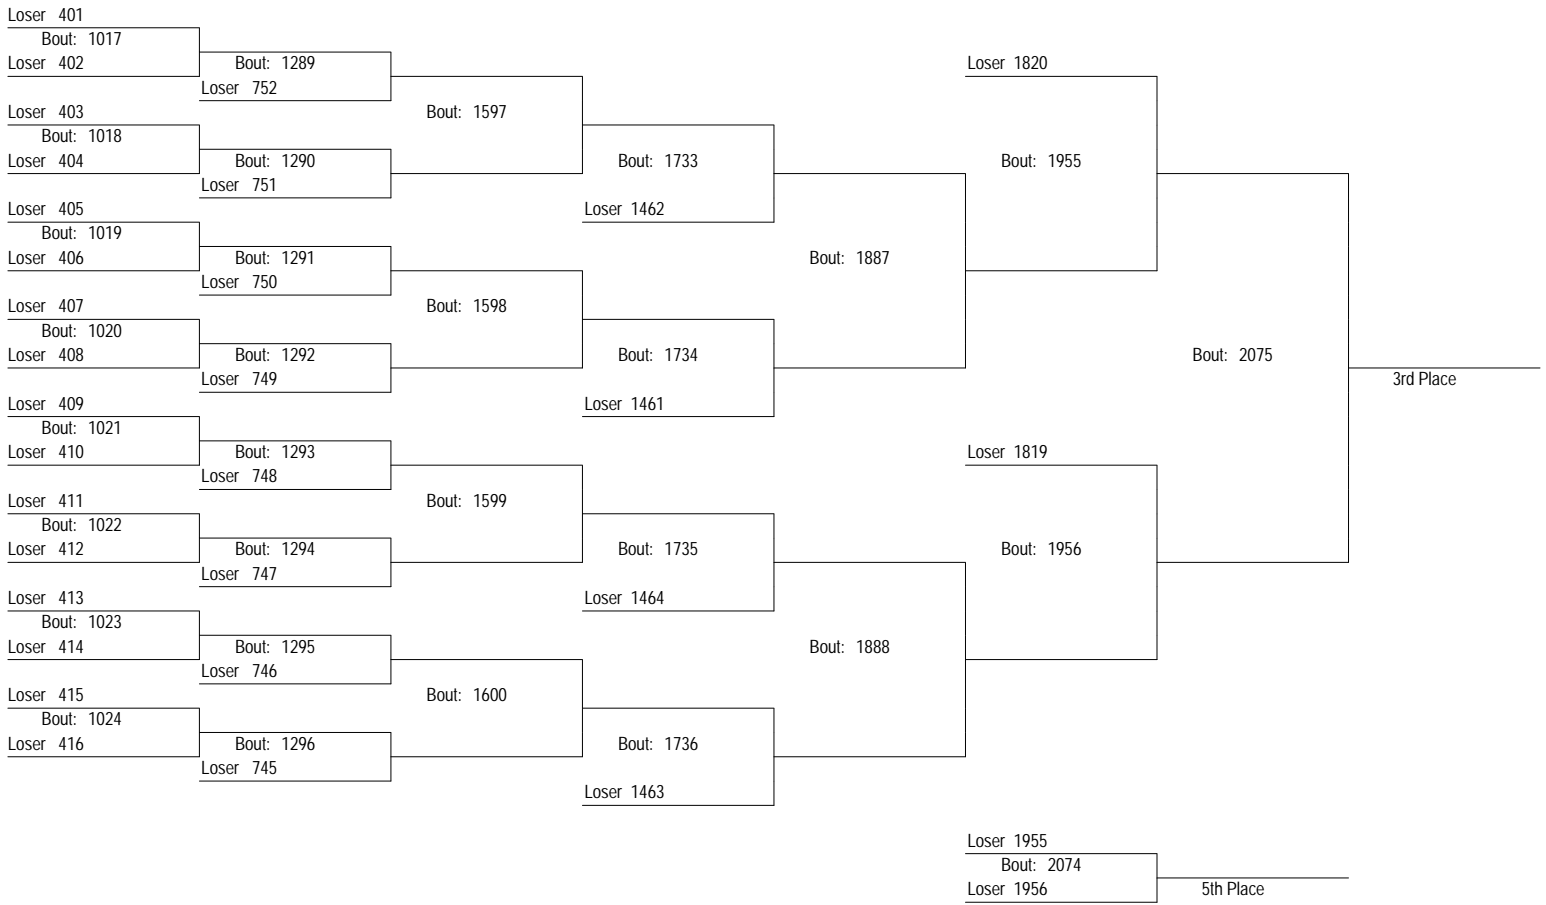 Loser 401
Bout: 1017
Loser 402
Bout: 1289
Loser 1820
Loser 752
Loser 403
Bout: 1597
Bout: 1018
Loser 404
Bout: 1290
Bout: 1733
Bout: 1955
Loser 751
Loser 405
Loser 1462
Bout: 1019
Loser 406
Bout: 1291
Bout: 1887
Loser 750
Loser 407
Bout: 1598
Bout: 1020
Loser 408
Bout: 1292
Bout: 1734
Bout: 2075
Loser 749
3rd Place
Loser 409
Loser 1461
Bout: 1021
Loser 410
Bout: 1293
Loser 1819
Loser 748
Loser 411
Bout: 1599
Bout: 1022
Loser 412
Bout: 1294
Bout: 1735
Bout: 1956
Loser 747
Loser 413
Loser 1464
Bout: 1023
Loser 414
Bout: 1295
Bout: 1888
Loser 746
Loser 415
Bout: 1600
Bout: 1024
Loser 416
Bout: 1296
Bout: 1736
Loser 745
Loser 1463
Loser 1955
Bout: 2074
Loser 1956
5th Place